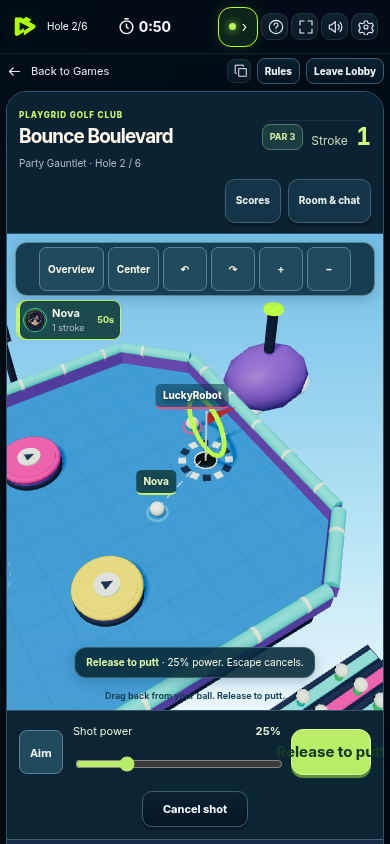 Hole 2/6
0:50
Back to Games
Rules
Leave Lobby
PLAYGRID GOLF CLUB
Bounce Boulevard
PAR 3
Stroke 1
Party Gauntlet · Hole 2 / 6
Scores
Room & chat
Overview
Center
↶
↷
+
−
Nova
1 stroke
50s
LuckyRobot
Nova
Release to putt · 25% power. Escape cancels.
Drag back from your ball. Release to putt.
Shot power
25%
Aim
Release to putt
Cancel shot